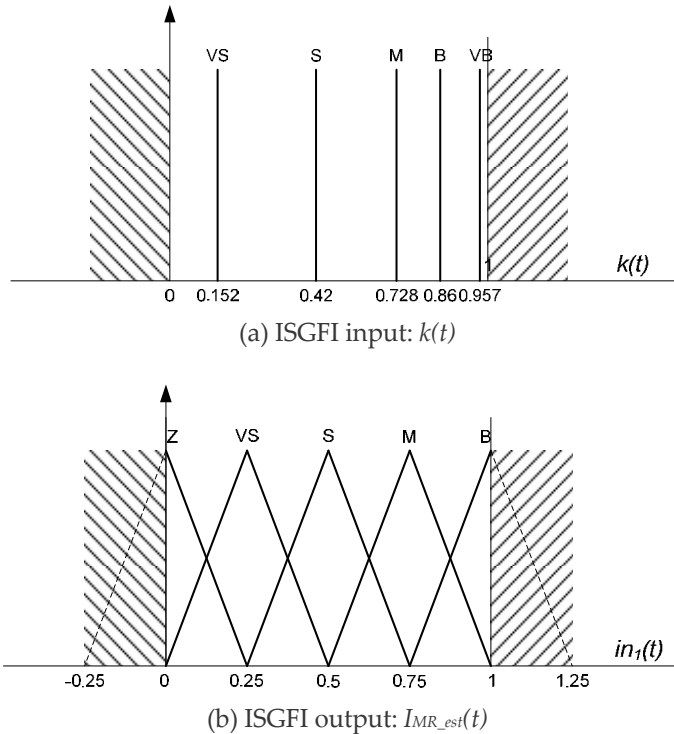 VS S M B VB
1
k(t)
0 0.152 0.42 0.728 0.86 0.957
(a) ISGFI input: k(t)
Z VS S M B
in1(t)
-0.25 0 0.25 0.5 0.75 1 1.25
(b) ISGFI output: IMR_est(t)